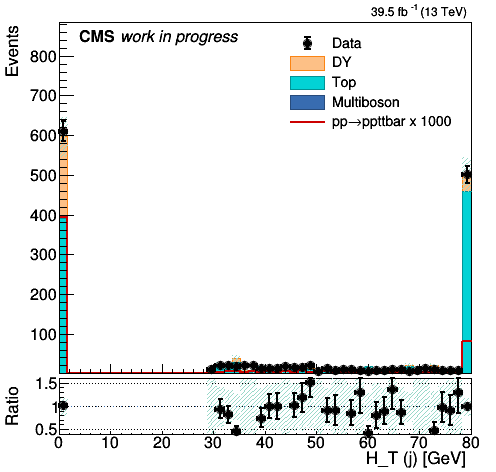 39.5 fb⁻¹ (13 TeV)
CMS work in progress
Events
800
700
600
500
400
300
200
100
Data
DY
Top
Multiboson
pp→ppttbar x 1000
Ratio
1.5
1
0.5
0 10 20 30 40 50 60 70 80
H_T (j) [GeV]